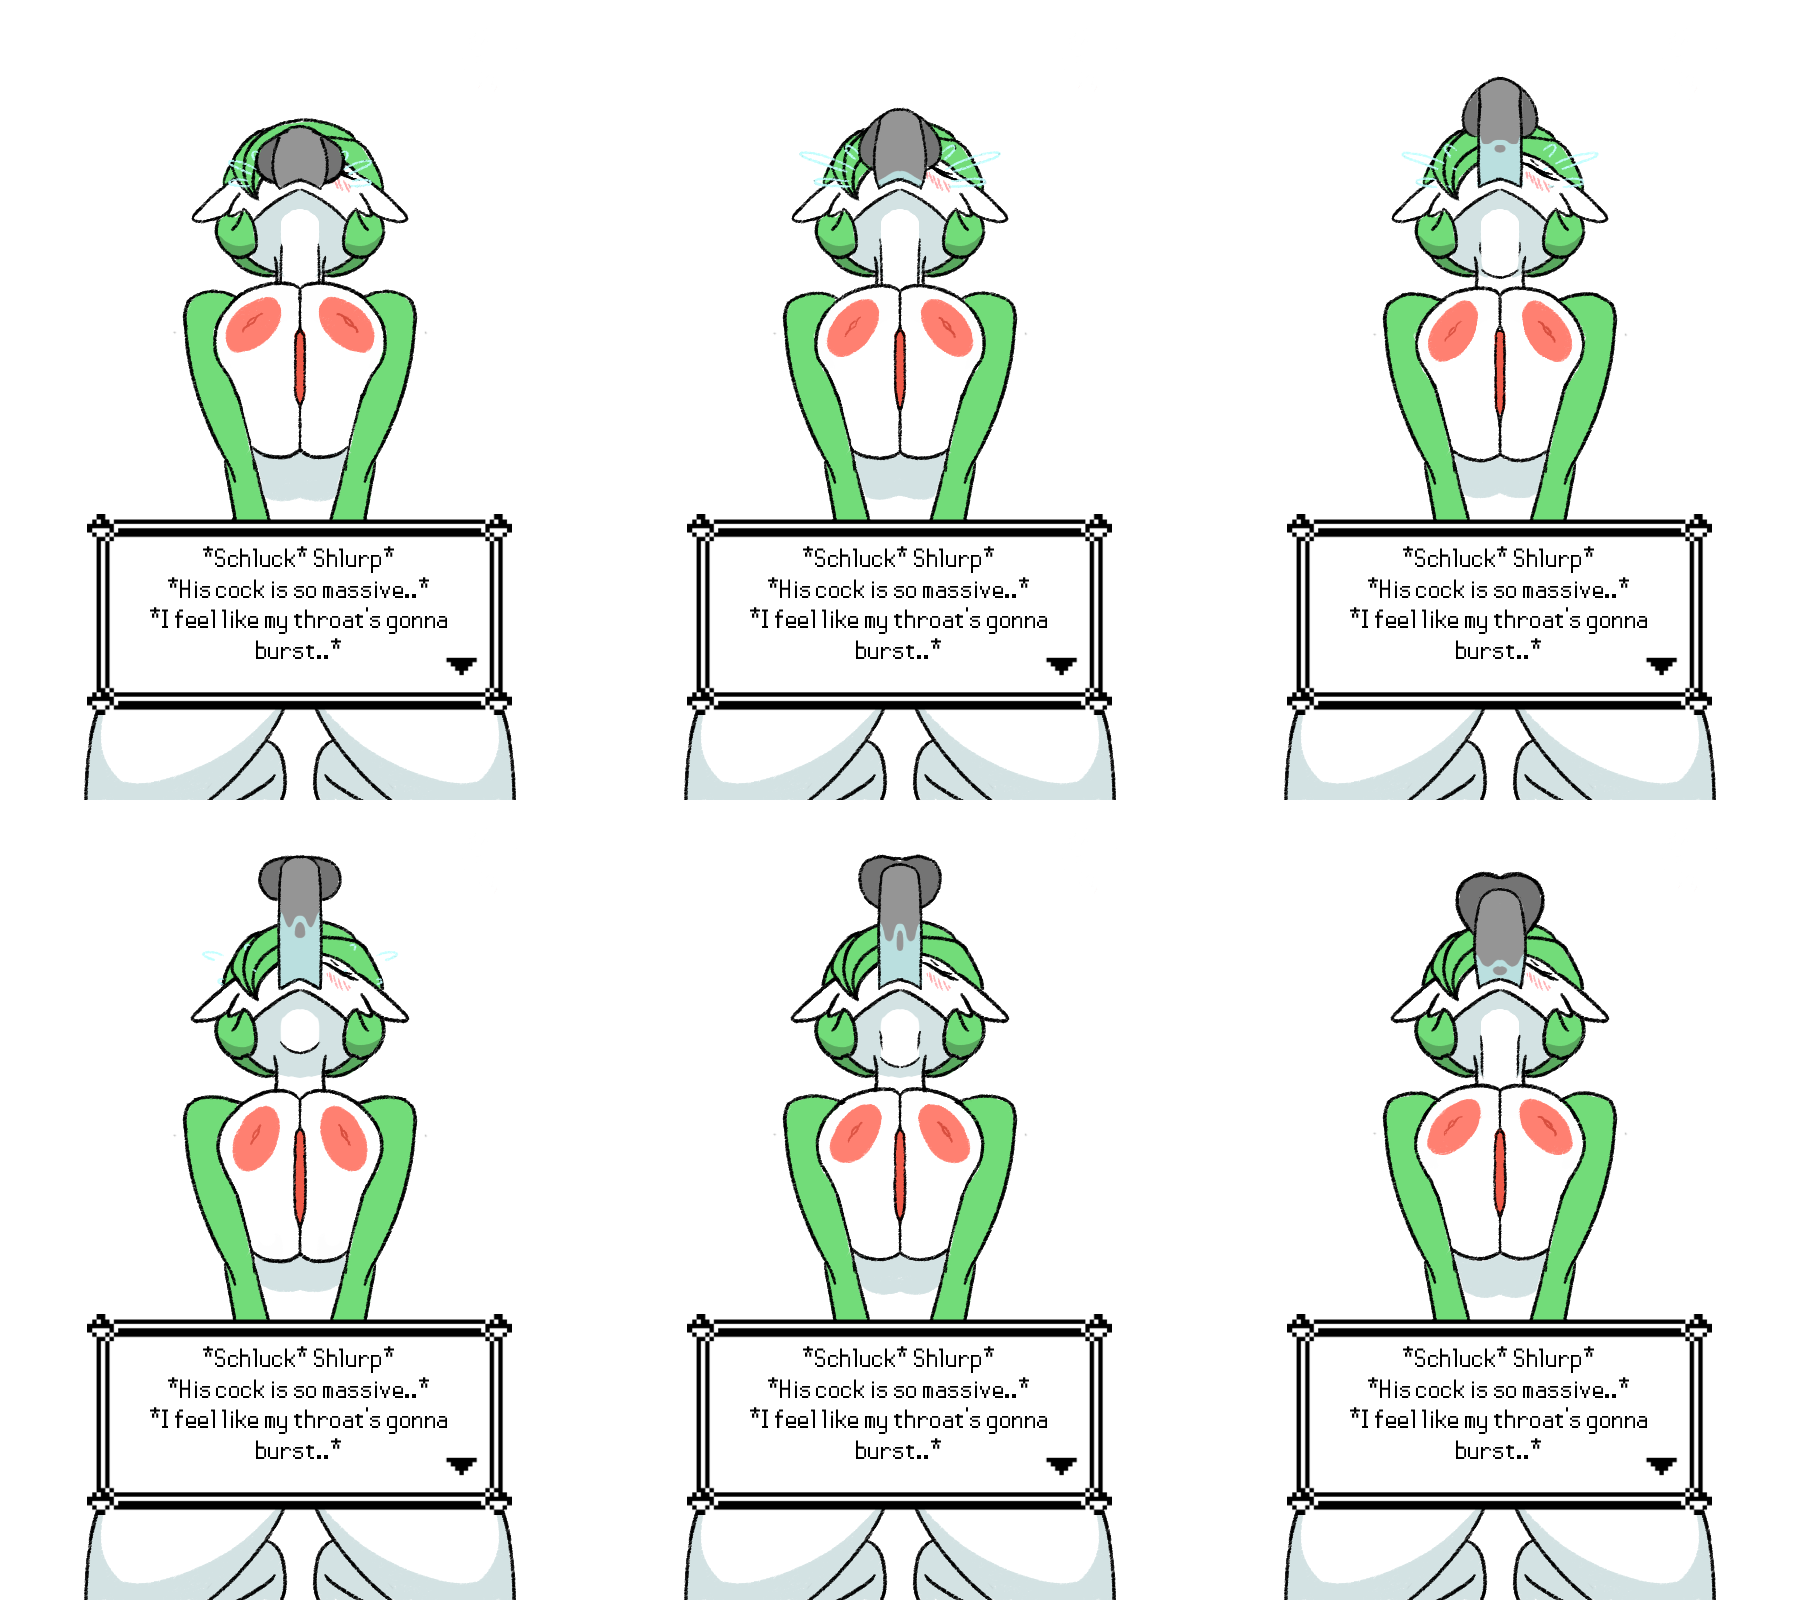 *Schluck* Shlurp*
*His cock is so massive..*
*I feel like my throat's gonna
burst..*
*Schluck* Shlurp*
*His cock is so massive..*
*I feel like my throat's gonna
burst..*
*Schluck* Shlurp*
*His cock is so massive..*
*I feel like my throat's gonna
burst..*
*Schluck* Shlurp*
*His cock is so massive..*
*I feel like my throat's gonna
burst..*
*Schluck* Shlurp*
*His cock is so massive..*
*I feel like my throat's gonna
burst..*
*Schluck* Shlurp*
*His cock is so massive..*
*I feel like my throat's gonna
burst..*